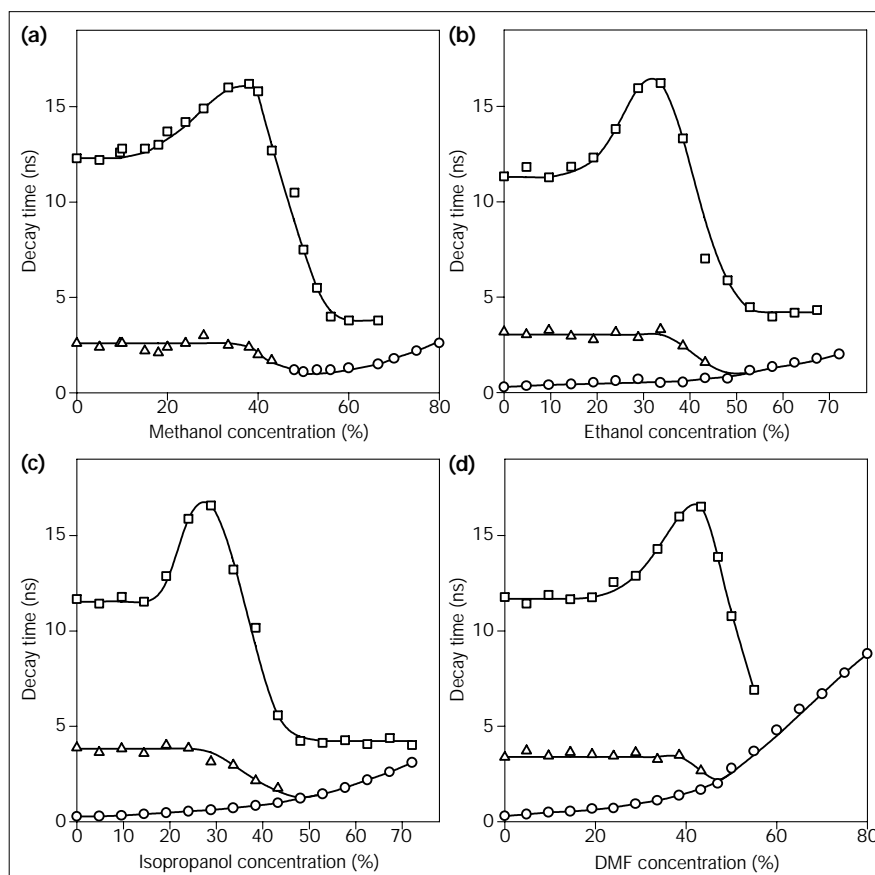 (a)
15
10
5
0
Decay time (ns)
0 20 40 60 80
Methanol concentration (%)
(b)
15
10
5
0
Decay time (ns)
0 10 20 30 40 50 60 70
Ethanol concentration (%)
(c)
15
10
5
0
Decay time (ns)
0 10 20 30 40 50 60 70
Isopropanol concentration (%)
(d)
15
10
5
0
Decay time (ns)
0 20 40 60 80
DMF concentration (%)